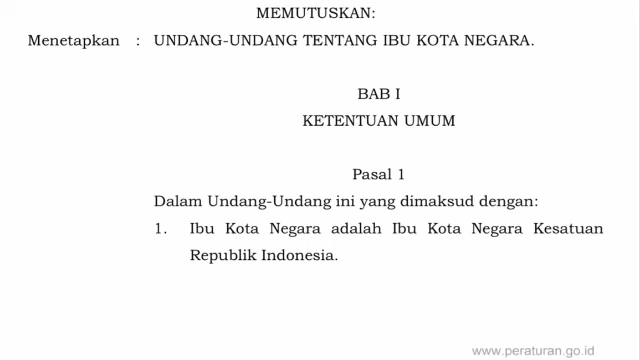 MEMUTUSKAN:
Menetapkan : UNDANG-UNDANG TENTANG IBU KOTA NEGARA.
BAB I
KETENTUAN UMUM
Pasal 1
Dalam Undang-Undang ini yang dimaksud dengan:
1. Ibu Kota Negara adalah Ibu Kota Negara Kesatuan
Republik Indonesia.
www.peraturan.go.id